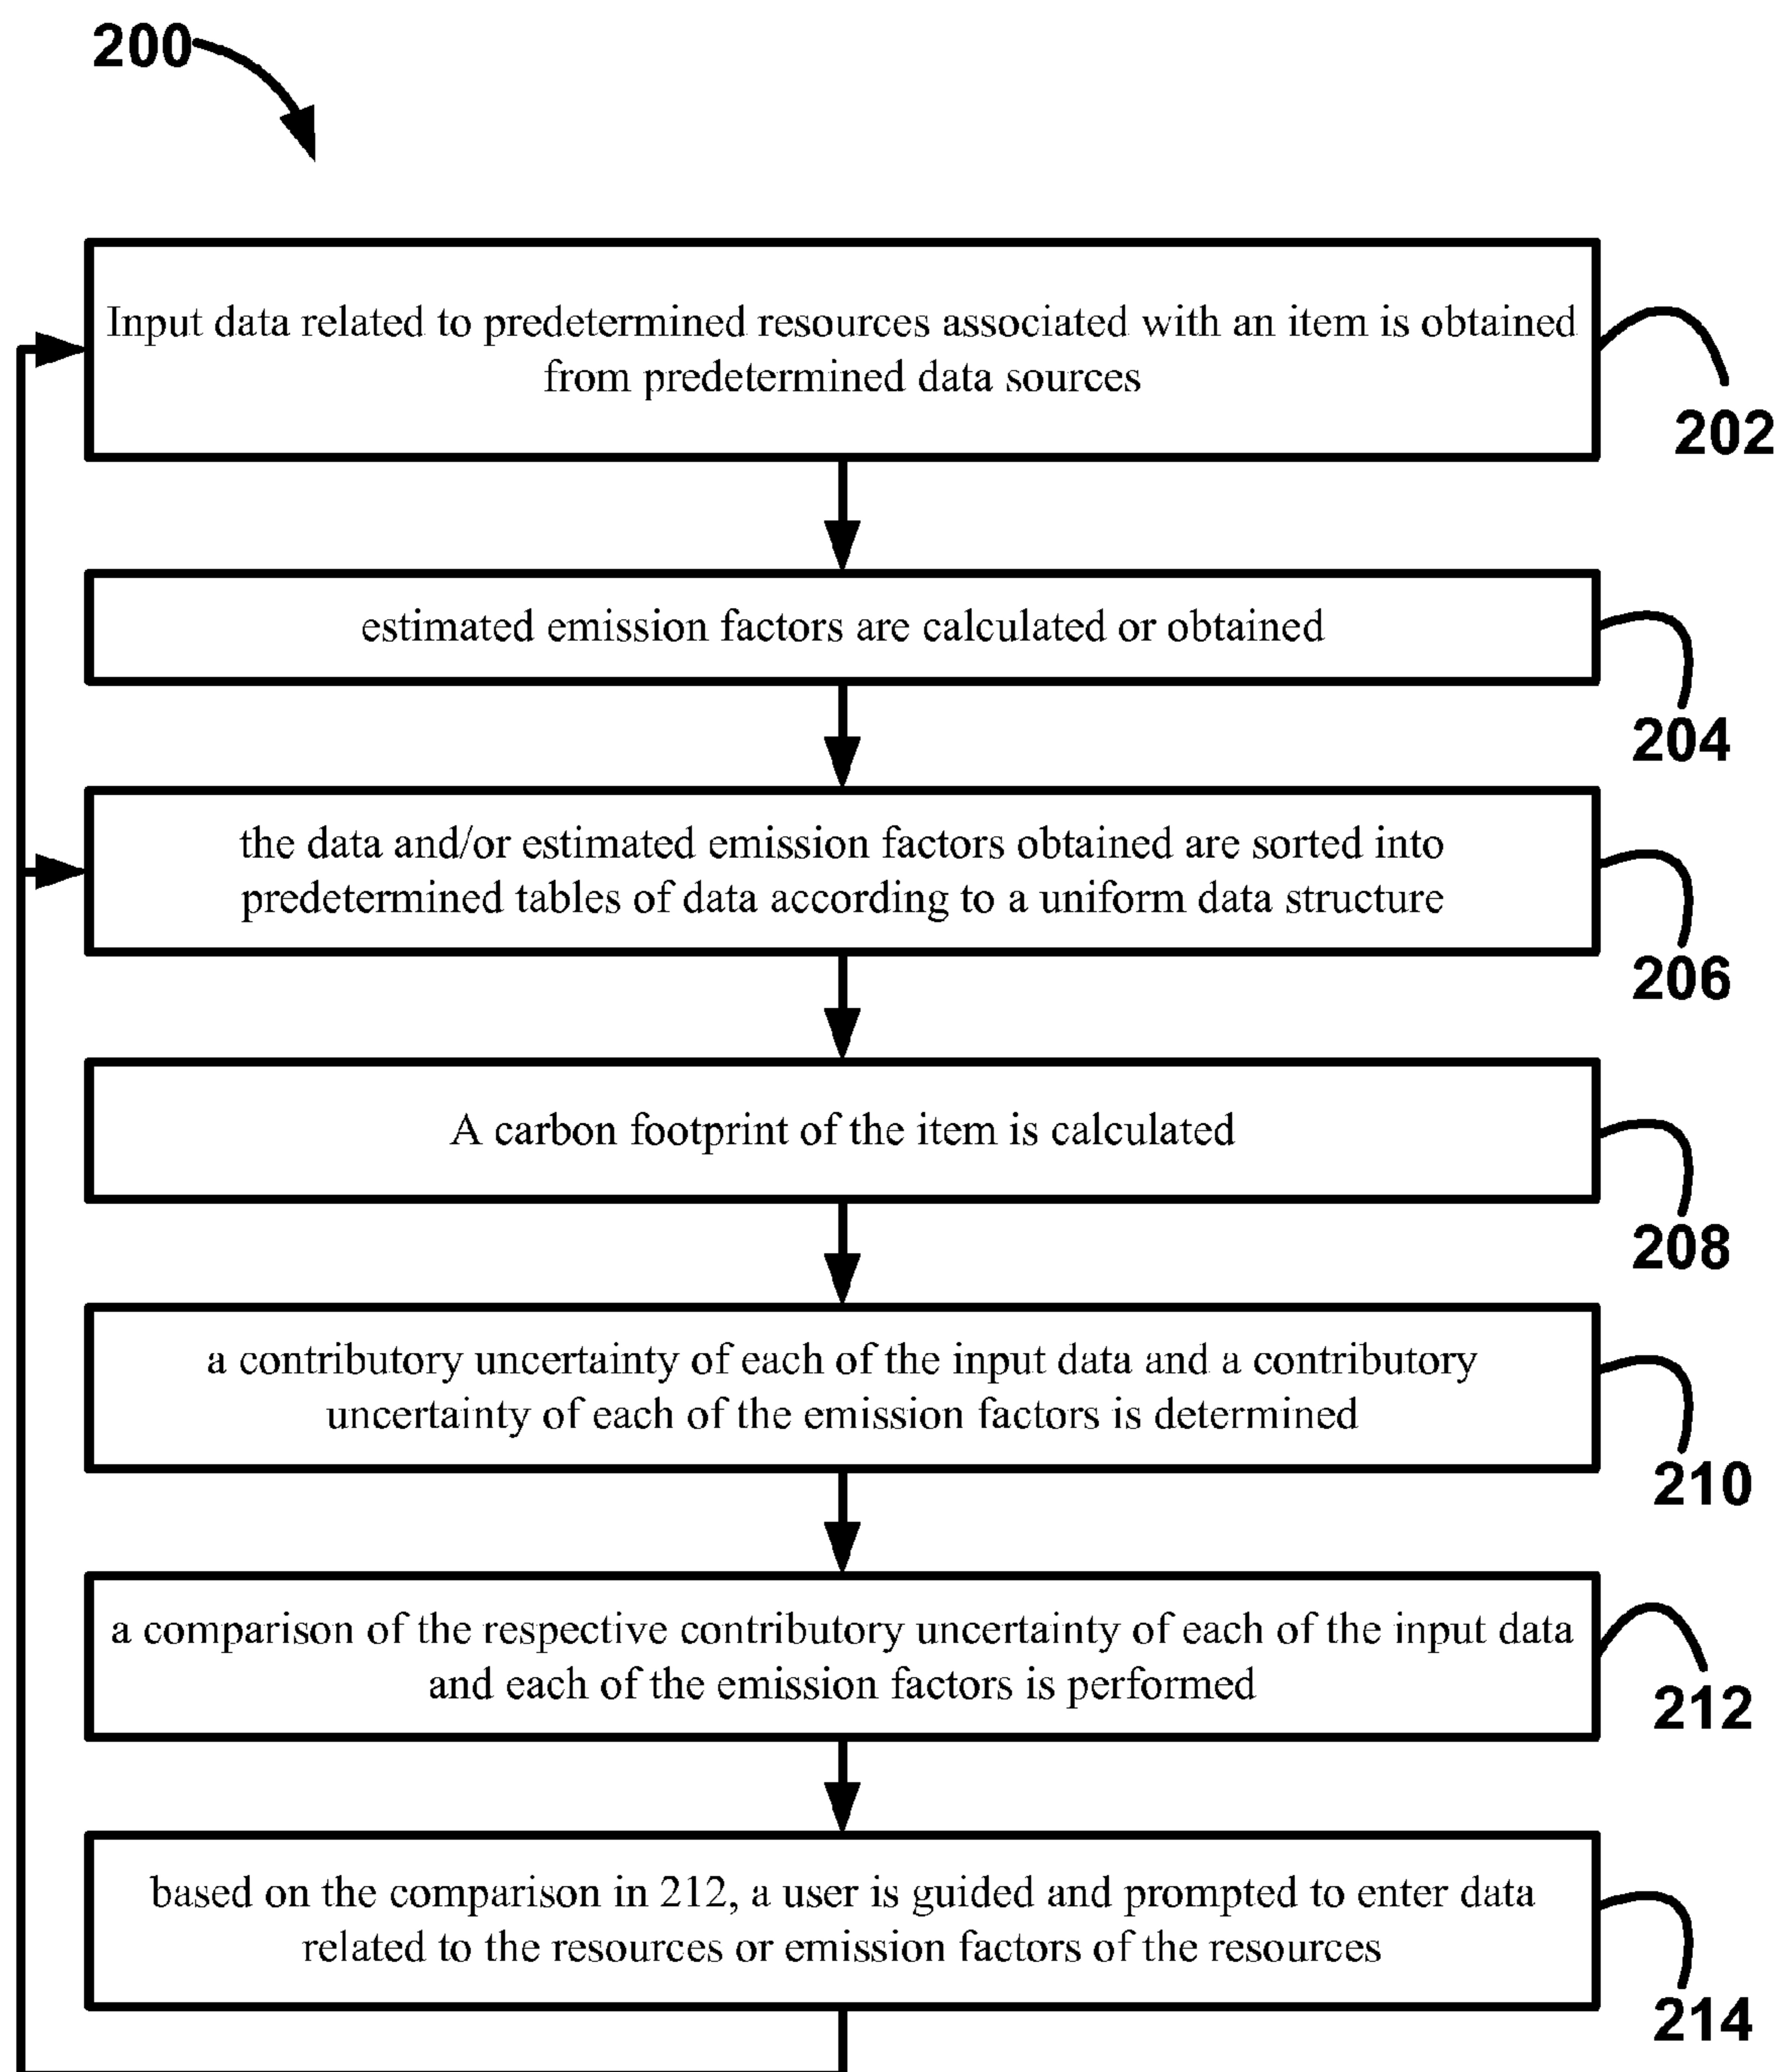 200
Input data related to predetermined resources associated with an item is obtained
from predetermined data sources
202
estimated emission factors are calculated or obtained
204
the data and/or estimated emission factors obtained are sorted into
predetermined tables of data according to a uniform data structure
206
A carbon footprint of the item is calculated
208
a contributory uncertainty of each of the input data and a contributory
uncertainty of each of the emission factors is determined
210
a comparison of the respective contributory uncertainty of each of the input data
and each of the emission factors is performed
212
based on the comparison in 212, a user is guided and prompted to enter data
related to the resources or emission factors of the resources
214